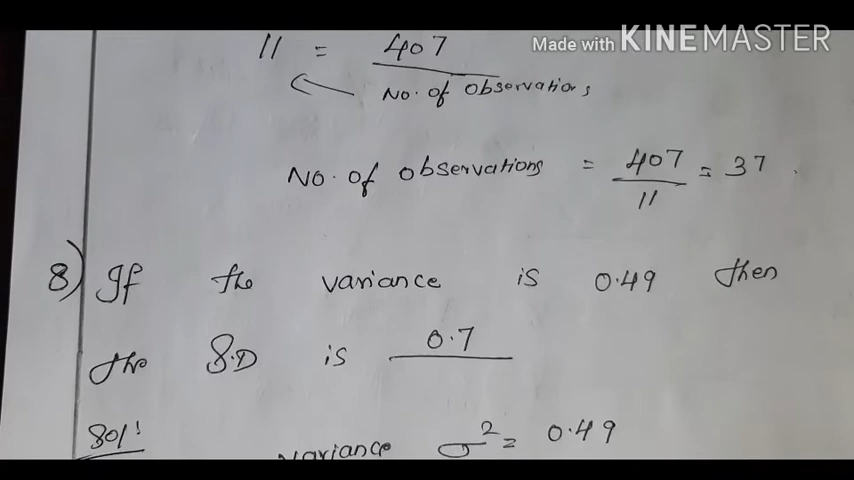 Made with KINEMASTER
11 = 407
No. of observations
No. of observations = 407 = 37.
11
8) If the variance is 0.49 then
the S.D is 0.7
Sol!
variance σ² = 0.49